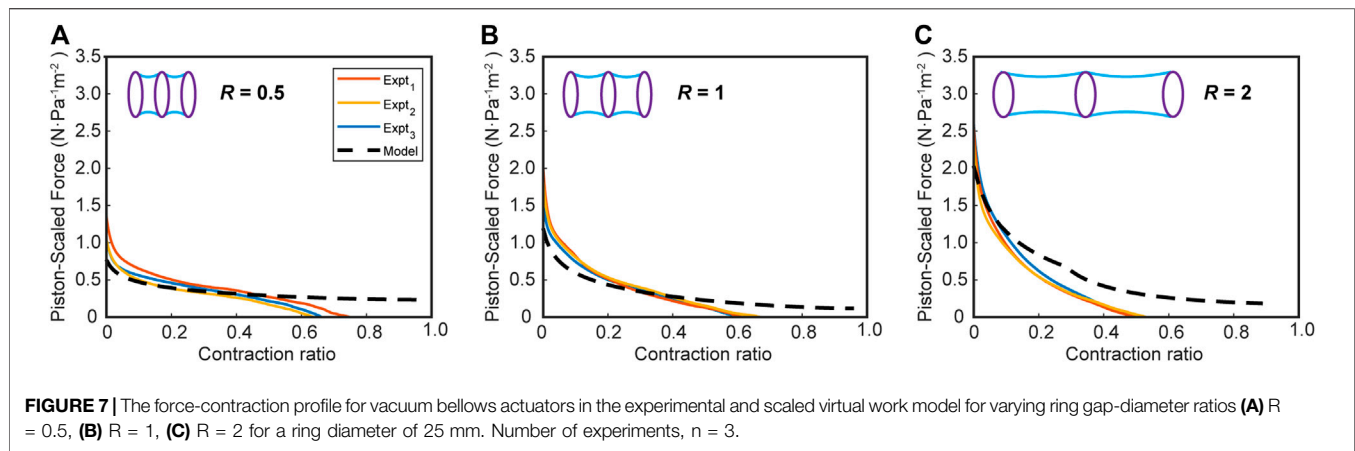 A
B
C
3.5
3.0
2.5
2.0
1.5
1.0
0.5
0
Piston-Scaled Force (N·Pa⁻¹m⁻²)
R = 0.5
Expt₁
Expt₂
Expt₃
Model
0
0.2
0.4
0.6
0.8
1.0
Contraction ratio
3.5
3.0
2.5
2.0
1.5
1.0
0.5
0
Piston-Scaled Force (N·Pa⁻¹m⁻²)
R = 1
0
0.2
0.4
0.6
0.8
1.0
Contraction ratio
3.5
3.0
2.5
2.0
1.5
1.0
0.5
0
Piston-Scaled Force (N·Pa⁻¹m⁻²)
R = 2
0
0.2
0.4
0.6
0.8
1.0
Contraction ratio
FIGURE 7 | The force-contraction profile for vacuum bellows actuators in the experimental and scaled virtual work model for varying ring gap-diameter ratios (A) R
= 0.5, (B) R = 1, (C) R = 2 for a ring diameter of 25 mm. Number of experiments, n = 3.